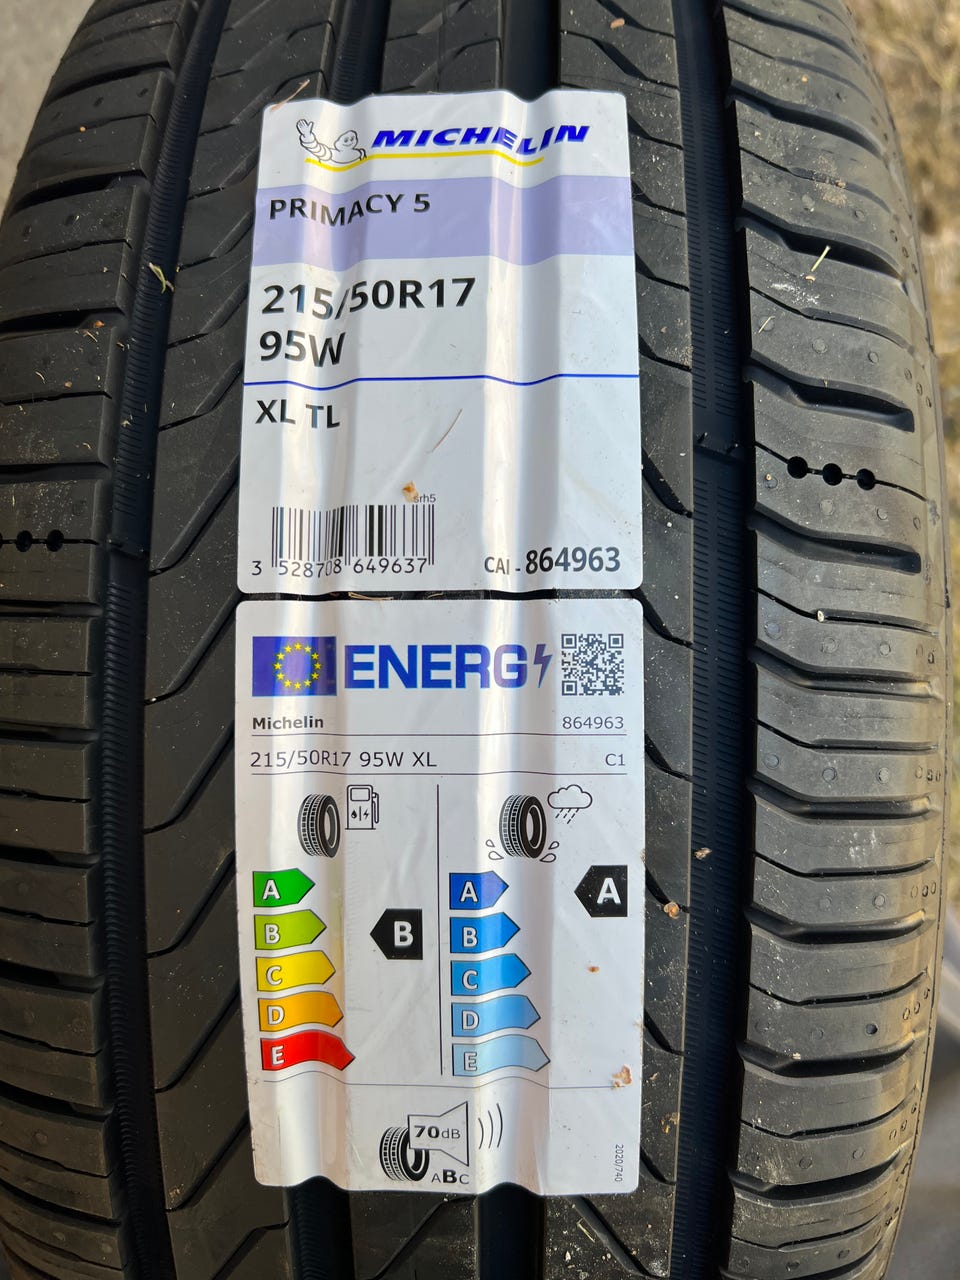 MICHELIN
PRIMACY 5
215/50R17
95W
XL TL
srh5
3 528708 649637
CAI - 864963
ENERG
Michelin 864963
215/50R17 95W XL C1
A A A
B B B
C C
D D
E E
70dB
ABC
2020/740